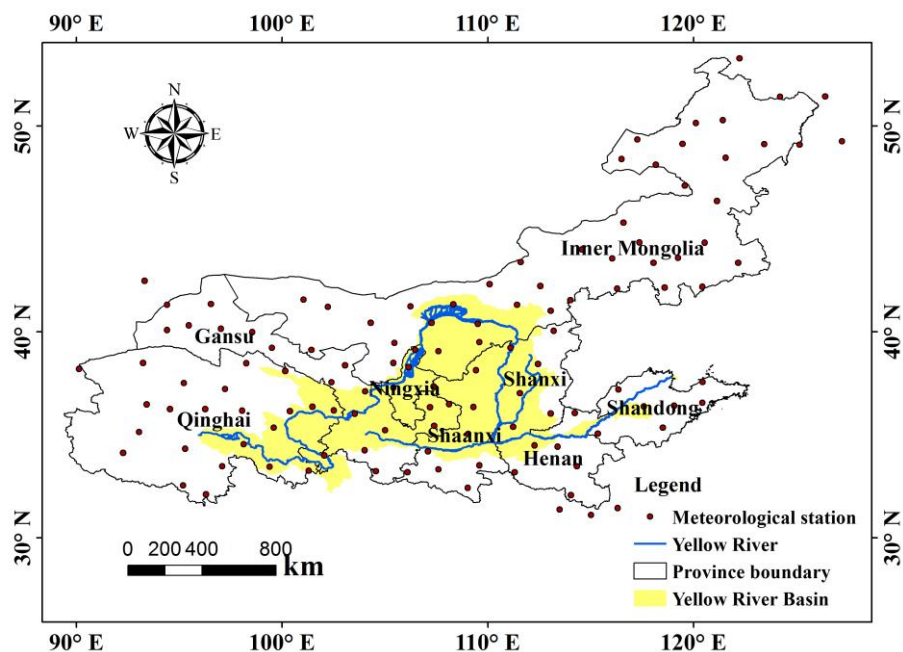 90° E 100° E 110° E 120° E
N
W E
S
50° N 50° N
Inner Mongolia
40° N 40° N
Gansu
Ningxia Shanxi
Qinghai Shandong
Shaanxi
Henan
Legend
Meteorological station
30° N 30° N
0 200 400 800
km
Yellow River
Province boundary
Yellow River Basin
90° E 100° E 110° E 120° E